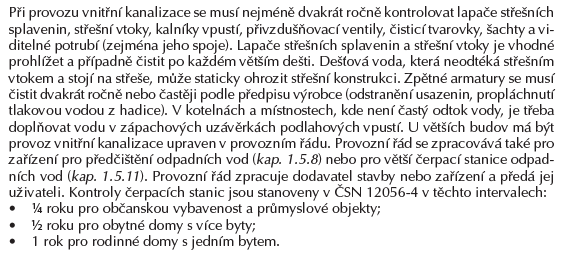 Při provozu vnitřní kanalizace se musí nejméně dvakrát ročně kontrolovat lapače střešních
splavenin, střešní vtoky, kalníky vpustí, přivzdušňovací ventily, čisticí tvarovky, šachty a vi-
ditelné potrubí (zejména jeho spoje). Lapače střešních splavenin a střešní vtoky je vhodné
prohlížet a případně čistit po každém větším dešti. Dešťová voda, která neodtéká střešním
vtokem a stojí na střeše, může staticky ohrozit střešní konstrukci. Zpětné armatury se musí
čistit dvakrát ročně nebo častěji podle předpisu výrobce (odstranění usazenin, propláchnutí
tlakovou vodou z hadice). V kotelnách a místnostech, kde není častý odtok vody, je třeba
doplňovat vodu v zápachových uzávěrkách podlahových vpustí. U větších budov má být
provoz vnitřní kanalizace upraven v provozním řádu. Provozní řád se zpracovává také pro
zařízení pro předčištění odpadních vod (kap. 1.5.8) nebo pro větší čerpací stanice odpad-
ních vod (kap. 1.5.11). Provozní řád zpracuje dodavatel stavby nebo zařízení a předá jej
uživateli. Kontroly čerpacích stanic jsou stanoveny v ČSN 12056-4 v těchto intervalech:
• ¼ roku pro občanskou vybavenost a průmyslové objekty;
• ½ roku pro obytné domy s více byty;
• 1 rok pro rodinné domy s jedním bytem.